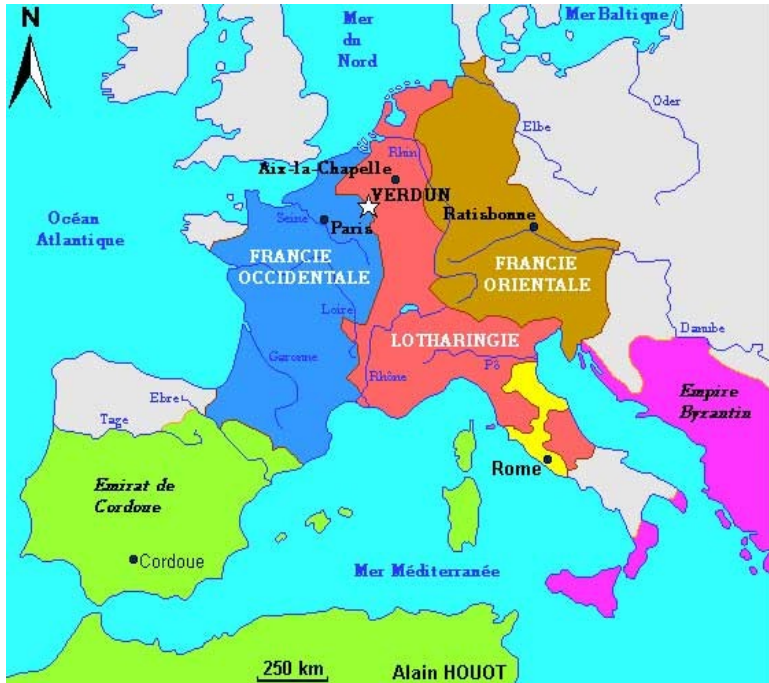 N
Mer
du
Nord
Mer Baltique
Oder
Elbe
Rhin
Aix-la-Chapelle
VERDUN
Océan
Atlantique
Seine
Paris
Ratisbonne
FRANCIE
OCCIDENTALE
FRANCIE
ORIENTALE
Loire
LOTHARINGIE
Danube
Garonne
Rhône
Pô
Ebre
Tage
Empire
Byrantin
Rome
Emirat de
Cordoue
Cordoue
Mer Méditerranée
250 km
Alain HOUOT